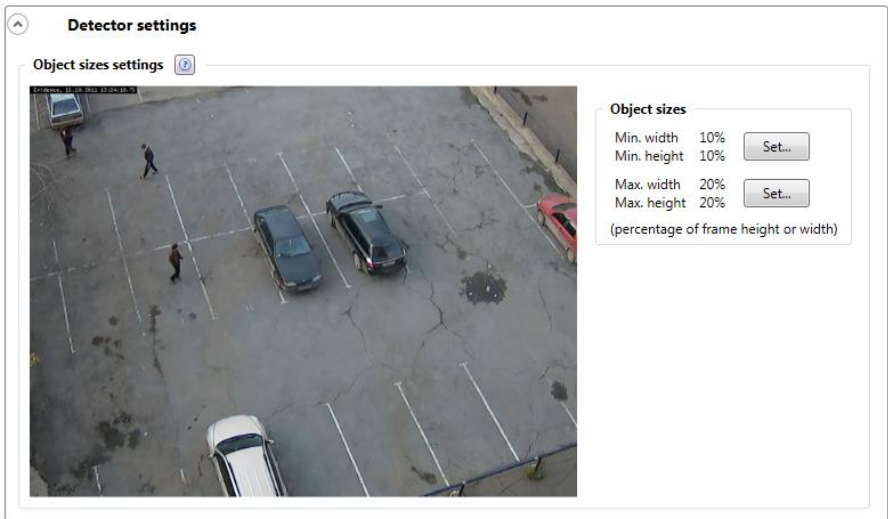 Detector settings
Object sizes settings
Object sizes
Min. width 10%
Min. height 10%
Set...
Max. width 20%
Max. height 20%
Set...
(percentage of frame height or width)